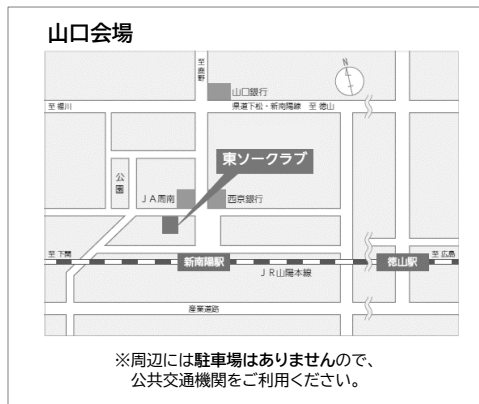 山口会場
至鹿野
N
山口銀行
至福川
県道下松・新南陽線 至徳山
東ソークラブ
公園
JA周南
西京銀行
至下関
新南陽駅
徳山駅
至広島
JR山陽本線
産業道路
※周辺には駐車場はありませんので、
公共交通機関をご利用ください。